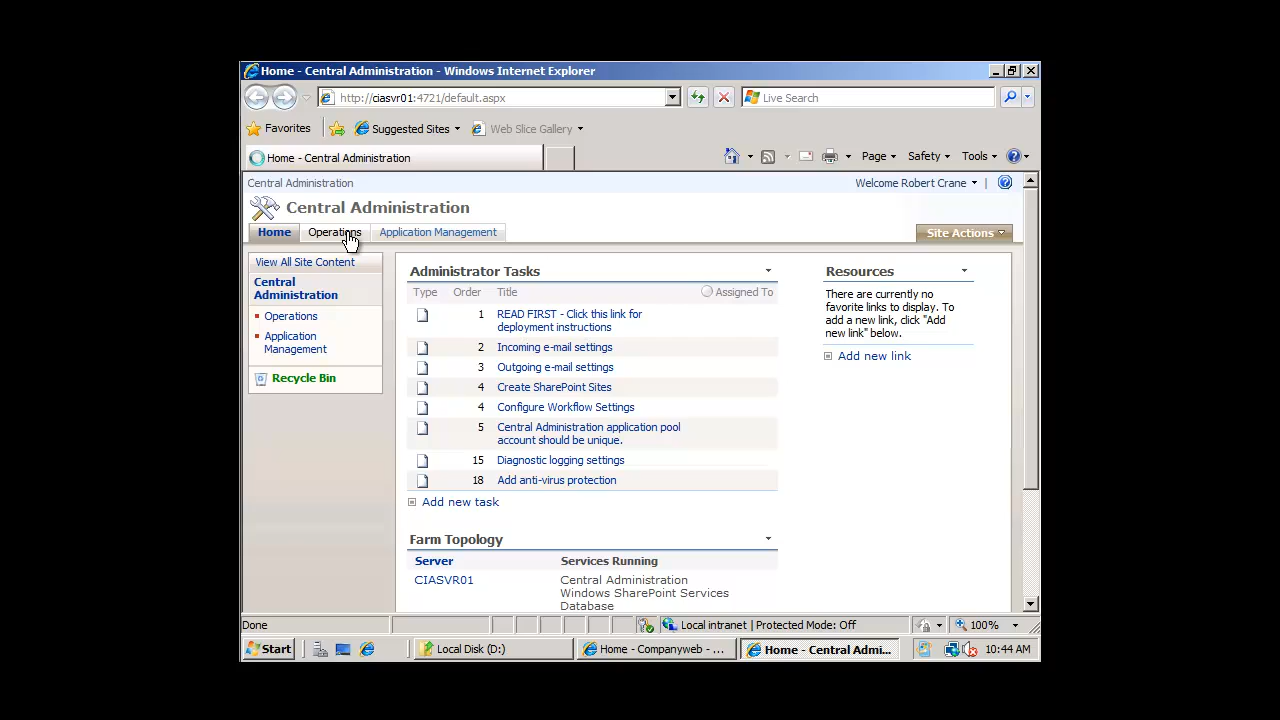 Home - Central Administration - Windows Internet Explorer
http://ciasvr01:4721/default.aspx
Live Search
Favorites
Suggested Sites
Web Slice Gallery
Home - Central Administration
Page
Safety
Tools
Central Administration
Welcome Robert Crane
Central Administration
Home
Operations
Application Management
Site Actions
View All Site Content
Central
Administration
Operations
Application
Management
Recycle Bin
Administrator Tasks
Type Order Title Assigned To
1 READ FIRST - Click this link for
deployment instructions
2 Incoming e-mail settings
3 Outgoing e-mail settings
4 Create SharePoint Sites
4 Configure Workflow Settings
5 Central Administration application pool
account should be unique.
15 Diagnostic logging settings
18 Add anti-virus protection
Add new task
Farm Topology
Server Services Running
CIASVR01 Central Administration
Windows SharePoint Services
Database
Resources
There are currently no
favorite links to display. To
add a new link, click "Add
new link" below.
Add new link
Done
Local intranet | Protected Mode: Off
100%
Start
Local Disk (D:)
Home - Companyweb - ...
Home - Central Admi...
10:44 AM